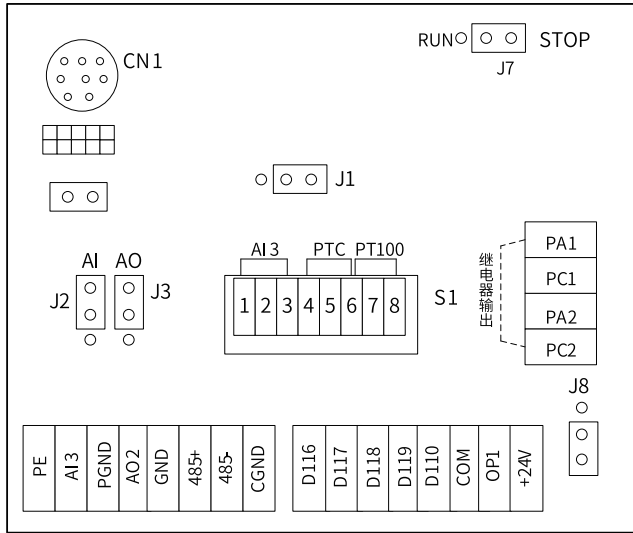 RUN STOP
J7
CN1
J1
AI AO
J2 J3
AI3 PTC PT100
1 2 3 4 5 6 7 8
S1
继电器输出
PA1
PC1
PA2
PC2
J8
PE AI3 PGND AO2 GND 485+ 485- CGND
D116 D117 D118 D119 D110 COM OP1 +24V